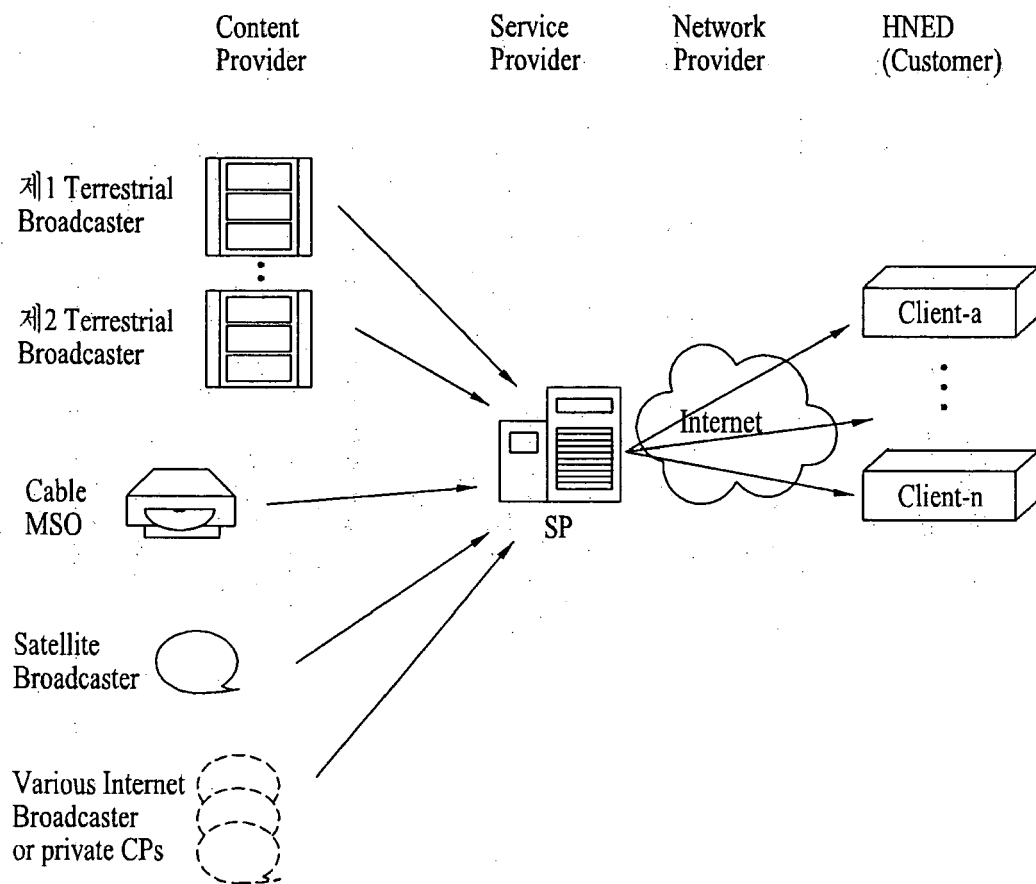 Content
Provider
Service
Provider
Network
Provider
HNED
(Customer)
제1 Terrestrial
Broadcaster
제2 Terrestrial
Broadcaster
Cable
MSO
Satellite
Broadcaster
Various Internet
Broadcaster
or private CPs
SP
Internet
Client-a
Client-n